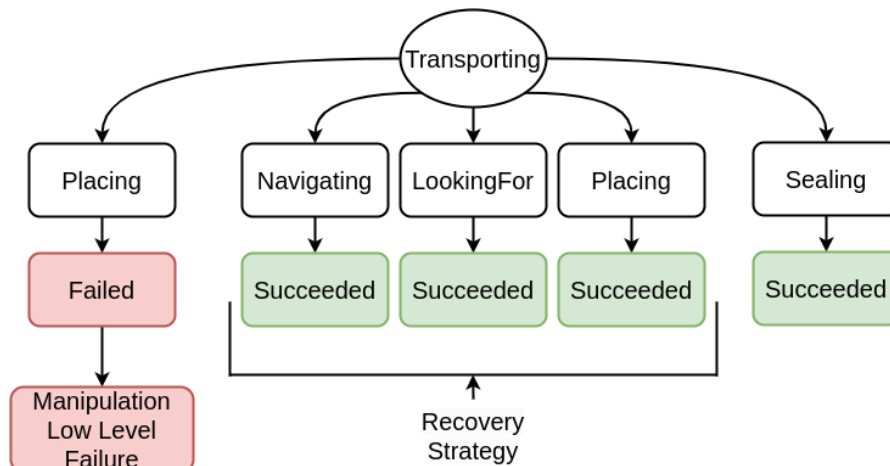 Transporting
Placing
Navigating
LookingFor
Placing
Sealing
Failed
Succeeded
Succeeded
Succeeded
Succeeded
Manipulation
Low Level
Failure
Recovery
Strategy